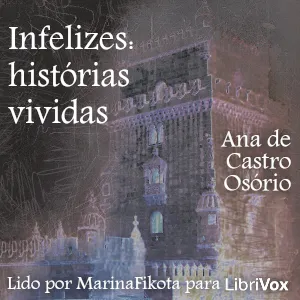 Infelizes:
histórias
vividas
Ana de
Castro
Osório
Lido por MarinaFikota para LibriVox